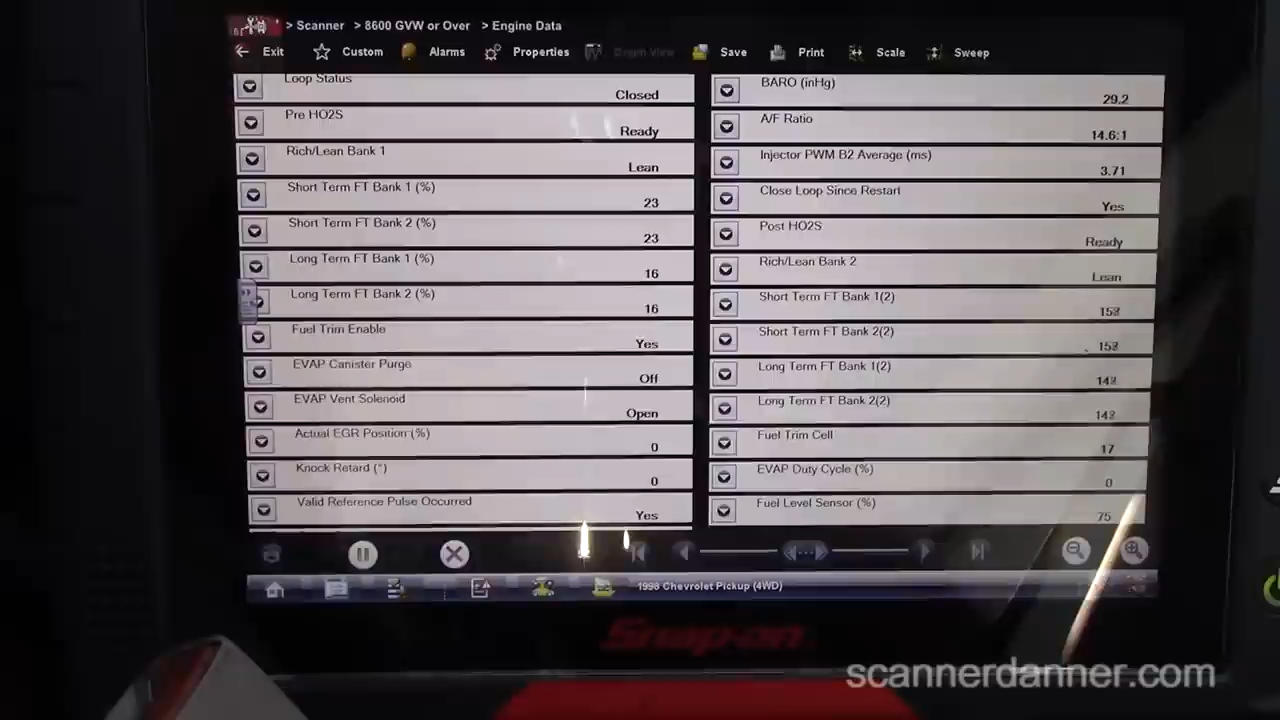 > Scanner > 8600 GVW or Over > Engine Data
Exit Custom Alarms Properties Graph View Save Print Scale Sweep
Loop Status
Closed
Pre HO2S
Ready
Rich/Lean Bank 1
Lean
Short Term FT Bank 1 (%)
23
Short Term FT Bank 2 (%)
23
Long Term FT Bank 1 (%)
16
Long Term FT Bank 2 (%)
16
Fuel Trim Enable
Yes
EVAP Canister Purge
Off
EVAP Vent Solenoid
Open
Actual EGR Position (%)
0
Knock Retard (°)
0
Valid Reference Pulse Occurred
Yes
BARO (inHg)
29.2
A/F Ratio
14.6:1
Injector PWM B2 Average (ms)
3.71
Close Loop Since Restart
Yes
Post HO2S
Ready
Rich/Lean Bank 2
Lean
Short Term FT Bank 1(2)
Short Term FT Bank 2(2)
Long Term FT Bank 1(2)
Long Term FT Bank 2(2)
Fuel Trim Cell
17
EVAP Duty Cycle (%)
0
Fuel Level Sensor (%)
75
1998 Chevrolet Pickup (4WD)
Snap-on
scannerdanner.com